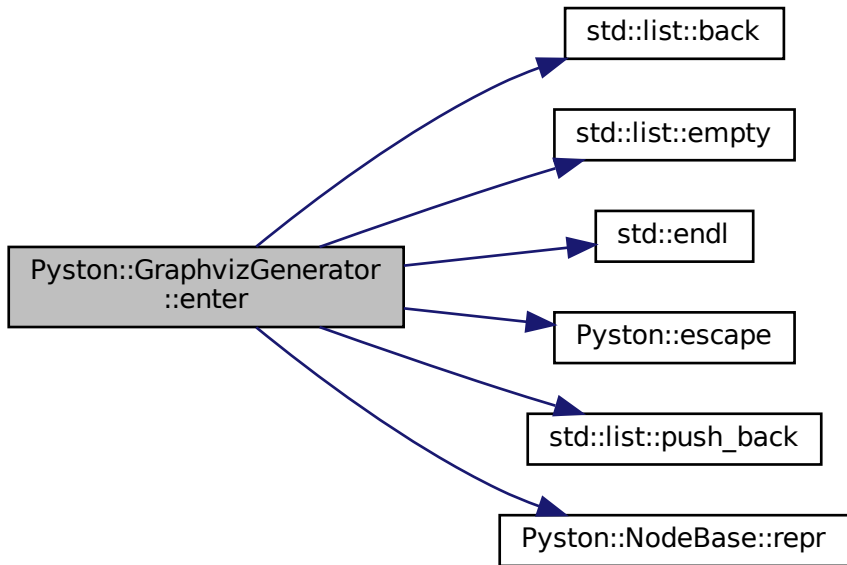 Pyston::GraphvizGenerator
::enter
std::list::back
std::list::empty
std::endl
Pyston::escape
std::list::push_back
Pyston::NodeBase::repr